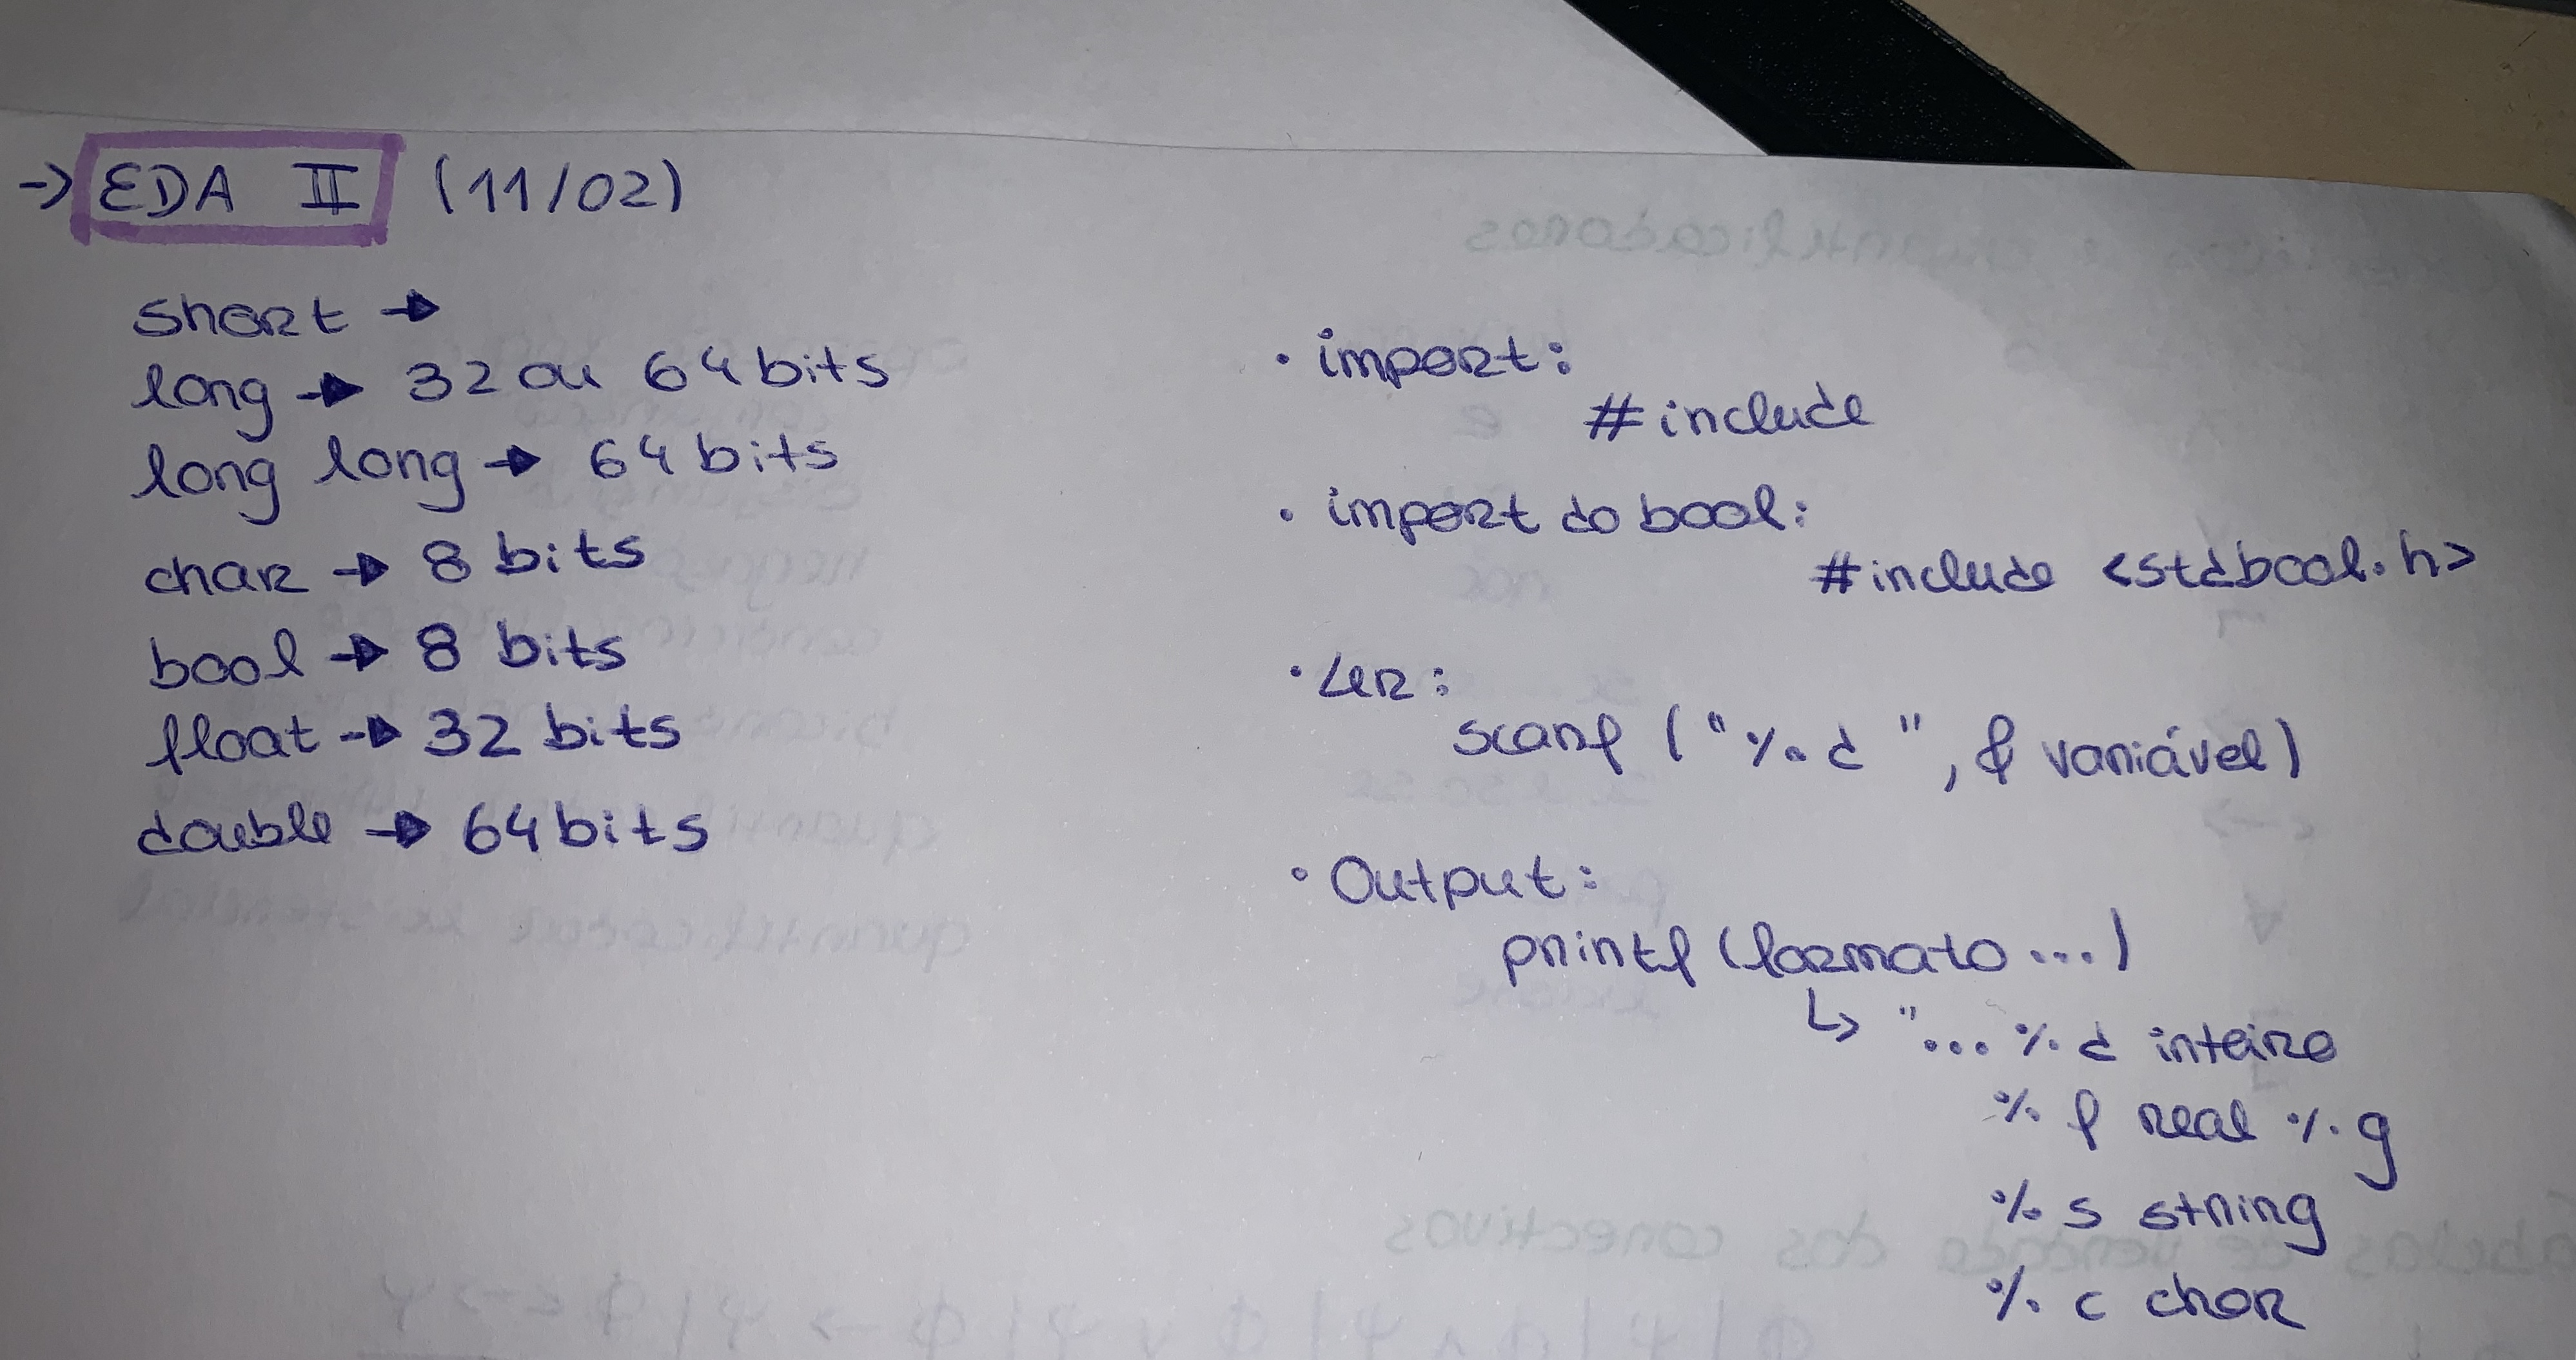 → EDA II (11/02)
short →
long → 32 ou 64 bits
long long → 64 bits
char → 8 bits
bool → 8 bits
float → 32 bits
double → 64 bits
• import:
#include
• import do bool:
#include <stdbool.h>
• Ler:
scanf ("%d", & variável)
• Output:
printf (formato ...)
↳ "... %d inteiro
%f real %g
%s string
%c char